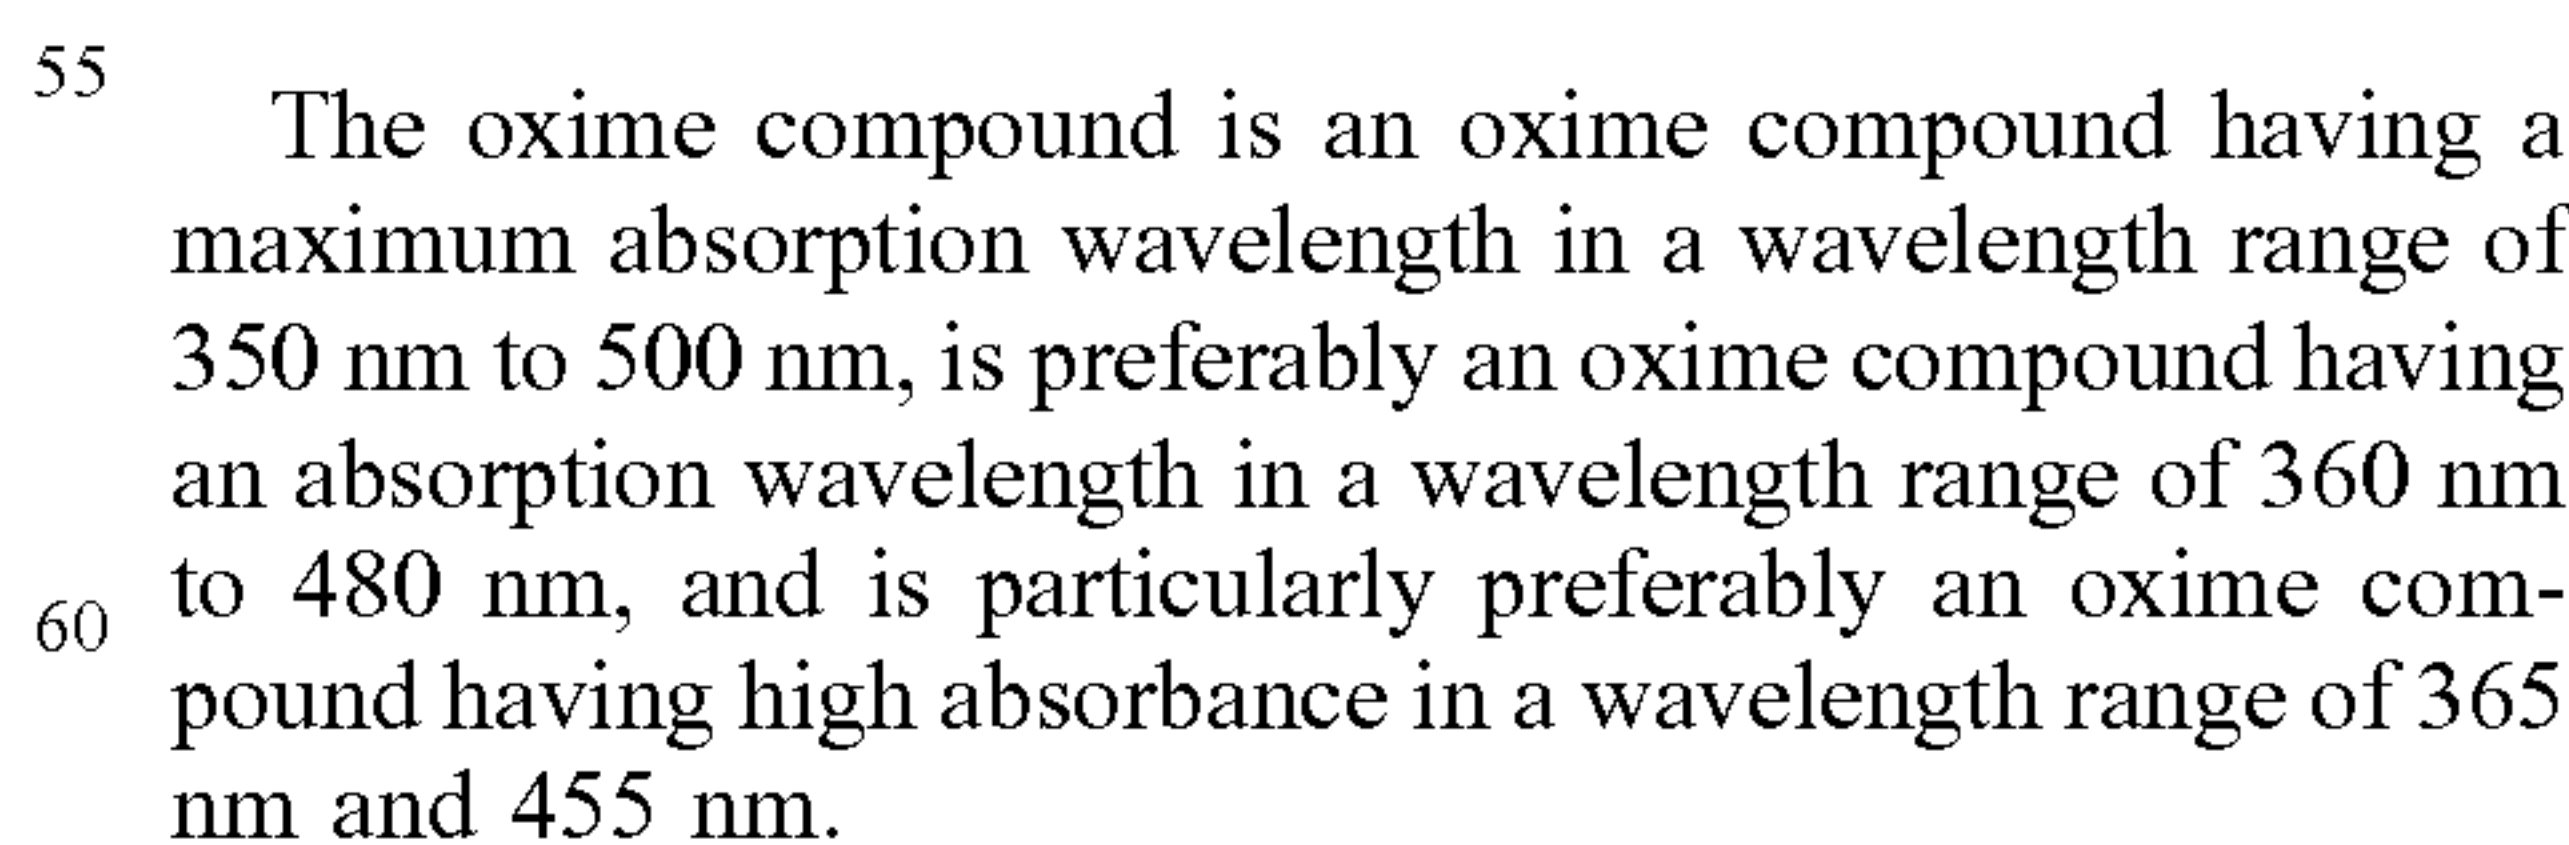 55
The oxime compound is an oxime compound having a
maximum absorption wavelength in a wavelength range of
350 nm to 500 nm, is preferably an oxime compound having
an absorption wavelength in a wavelength range of 360 nm
60 to 480 nm, and is particularly preferably an oxime com-
pound having high absorbance in a wavelength range of 365
nm and 455 nm.